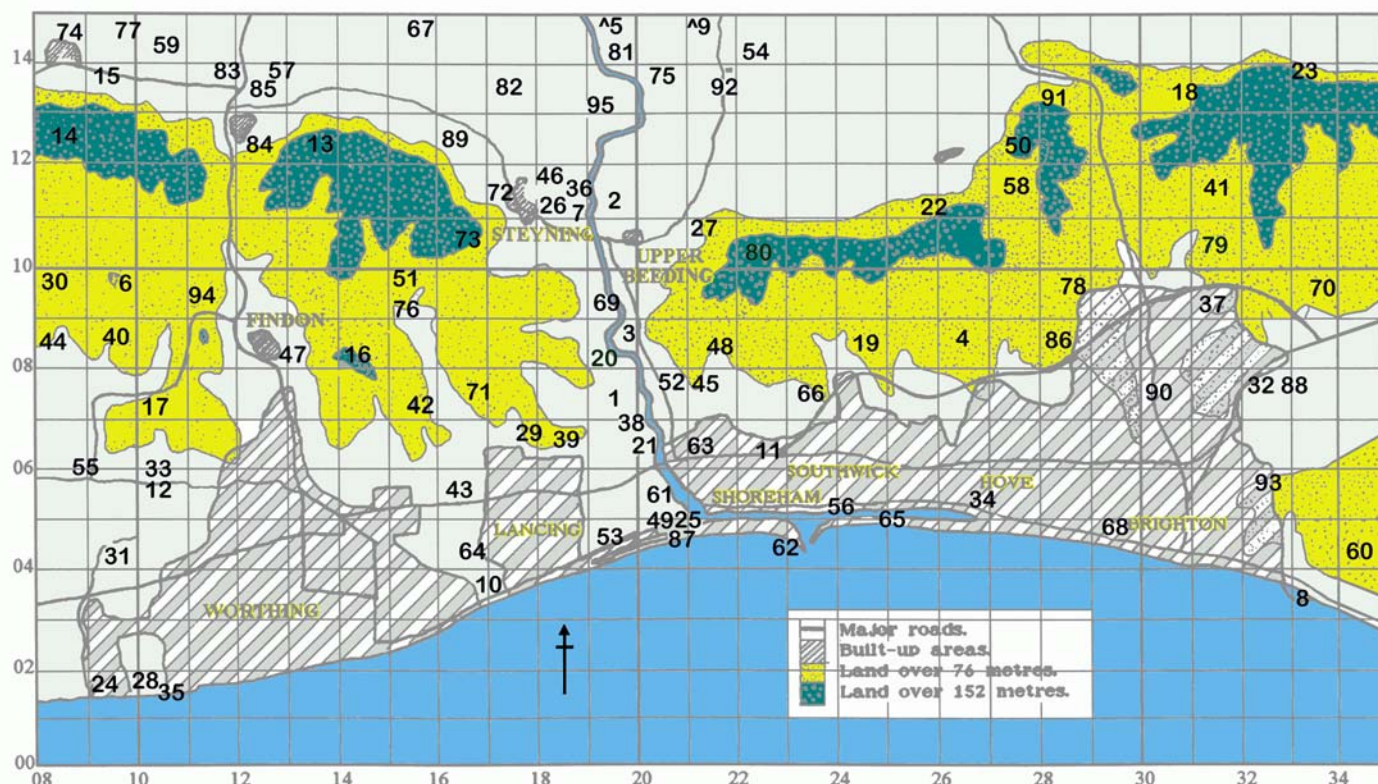 74 77 59 67 ^5 ^9
14 83 57 81 54
15 85 82 75 92 23
95 91 18
14 84 13 89 50
12
72 46 36 58 41
26 7 2 22
STEYNING 27
73 UPPER 80 79
10 BEEDING
30 6 51 78 70
94 76 69 37
FINDON 3
44 40 47 16 48 19 4 86
08 20
71 1 52 45 66 90 32 88
17 42 38
29 39 21 63 11
06 55 33 SOUTHWICK HOVE 93
12 43 61 SHOREHAM 56 34
LANCING 49 25 65 68 BRIGHTON
31 64 53 87 62 60
04 10 8
WORTHING
Major roads.
Built-up areas.
02 Land over 76 metres.
24 28 35 Land over 152 metres.
00
08 10 12 14 16 18 20 22 24 26 28 30 32 34